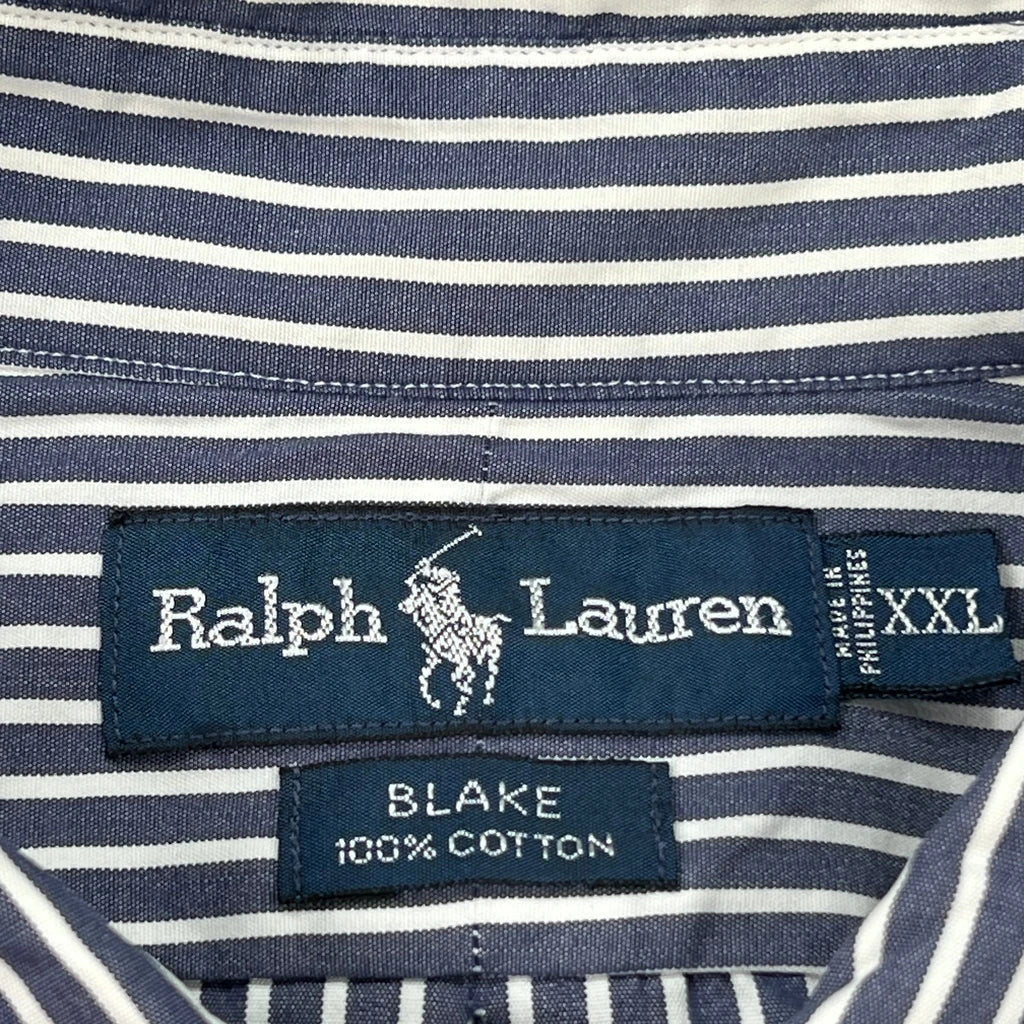 Ralph Lauren
MADE IN
PHILIPPINES
XXL
BLAKE
100% COTTON